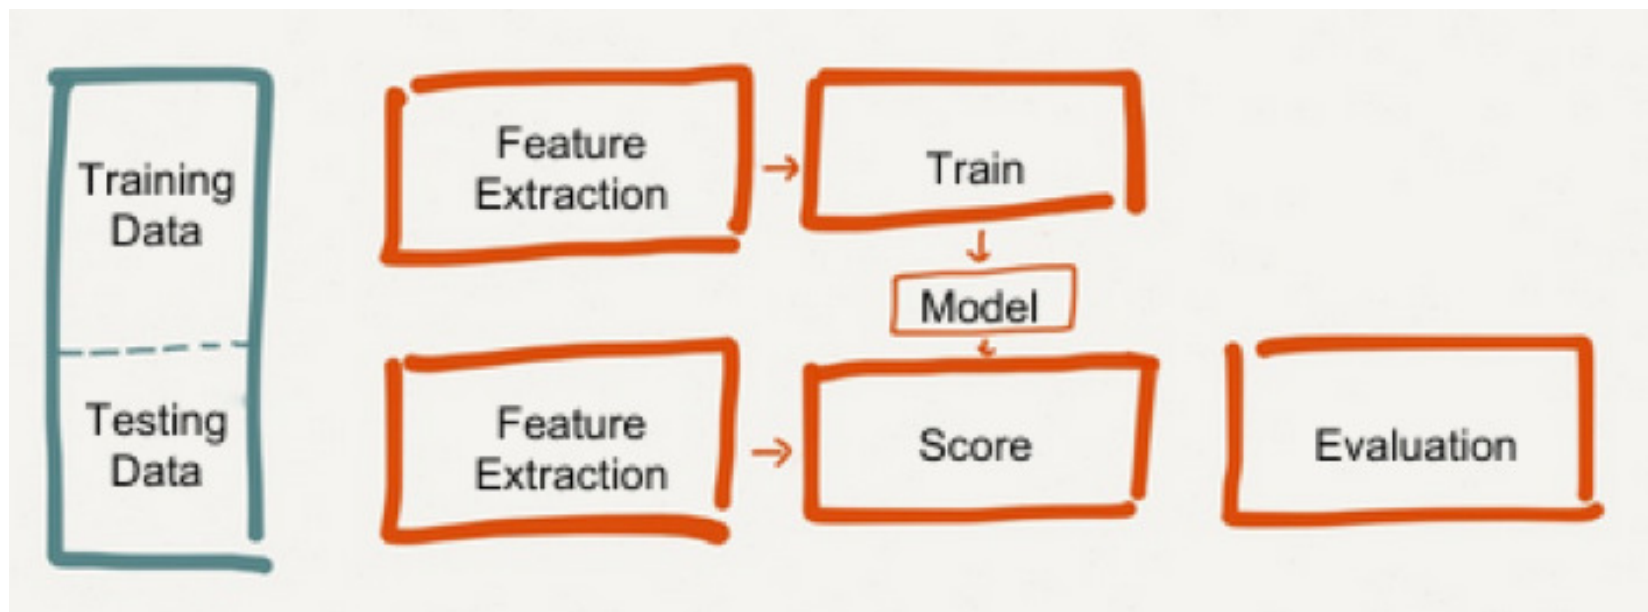 Training
Data
Feature
Extraction
Train
Model
Testing
Data
Feature
Extraction
Score
Evaluation